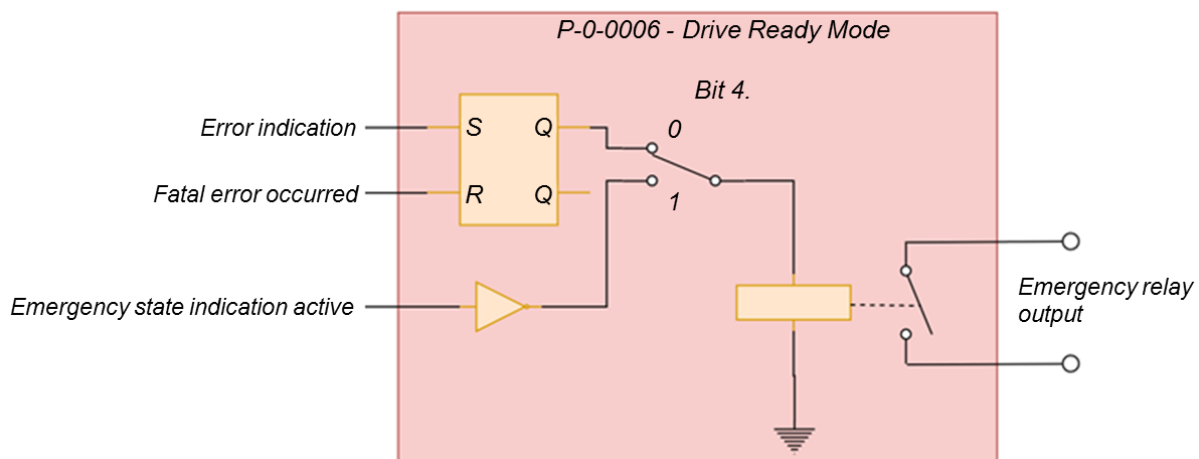 P-0-0006 - Drive Ready Mode
Bit 4.
Error indication
S
Q
0
Fatal error occurred
R
Q
1
Emergency state indication active
Emergency relay
output